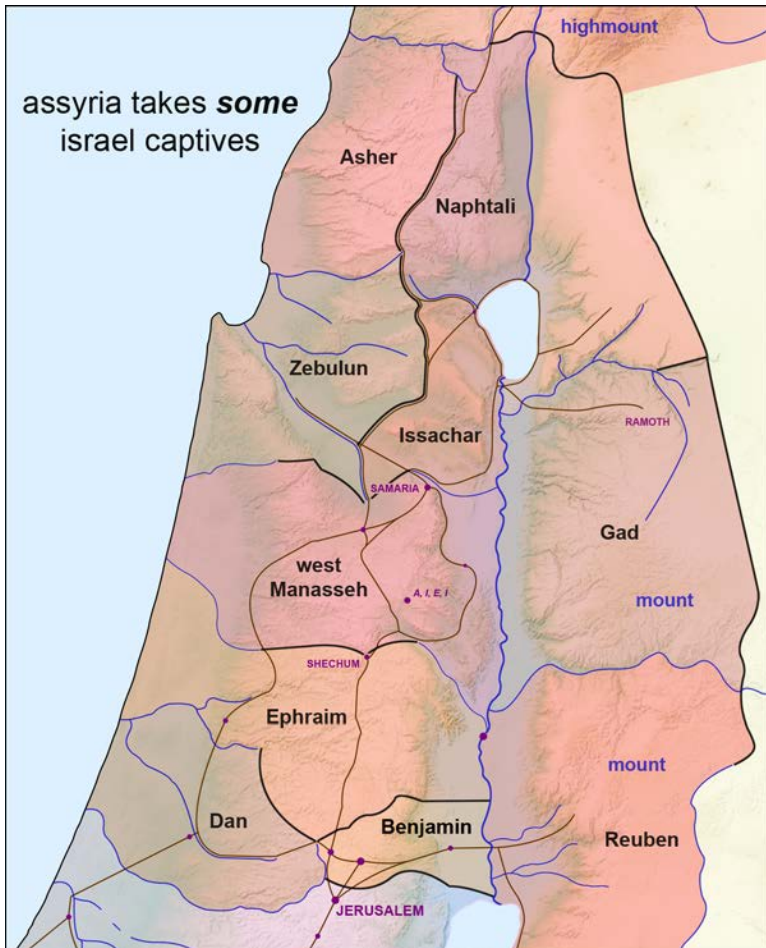 highmount
assyria takes some
israel captives
Asher
Naphtali
Zebulun
Issachar
RAMOTH
SAMARIA
Gad
west
Manasseh
A, I, E, I
mount
SHECHUM
Ephraim
mount
Dan
Benjamin
Reuben
JERUSALEM